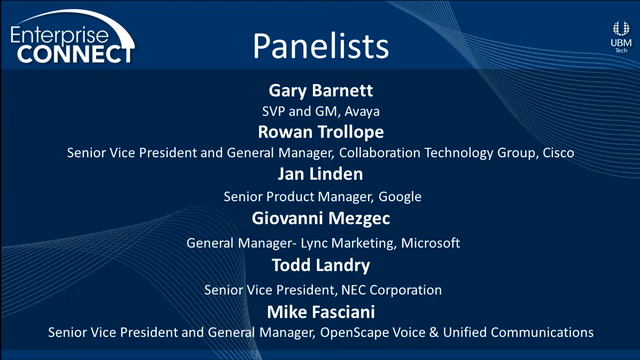 Enterprise
CONNECT
Panelists
UBM
Tech
Gary Barnett
SVP and GM, Avaya
Rowan Trollope
Senior Vice President and General Manager, Collaboration Technology Group, Cisco
Jan Linden
Senior Product Manager, Google
Giovanni Mezgec
General Manager- Lync Marketing, Microsoft
Todd Landry
Senior Vice President, NEC Corporation
Mike Fasciani
Senior Vice President and General Manager, OpenScape Voice & Unified Communications